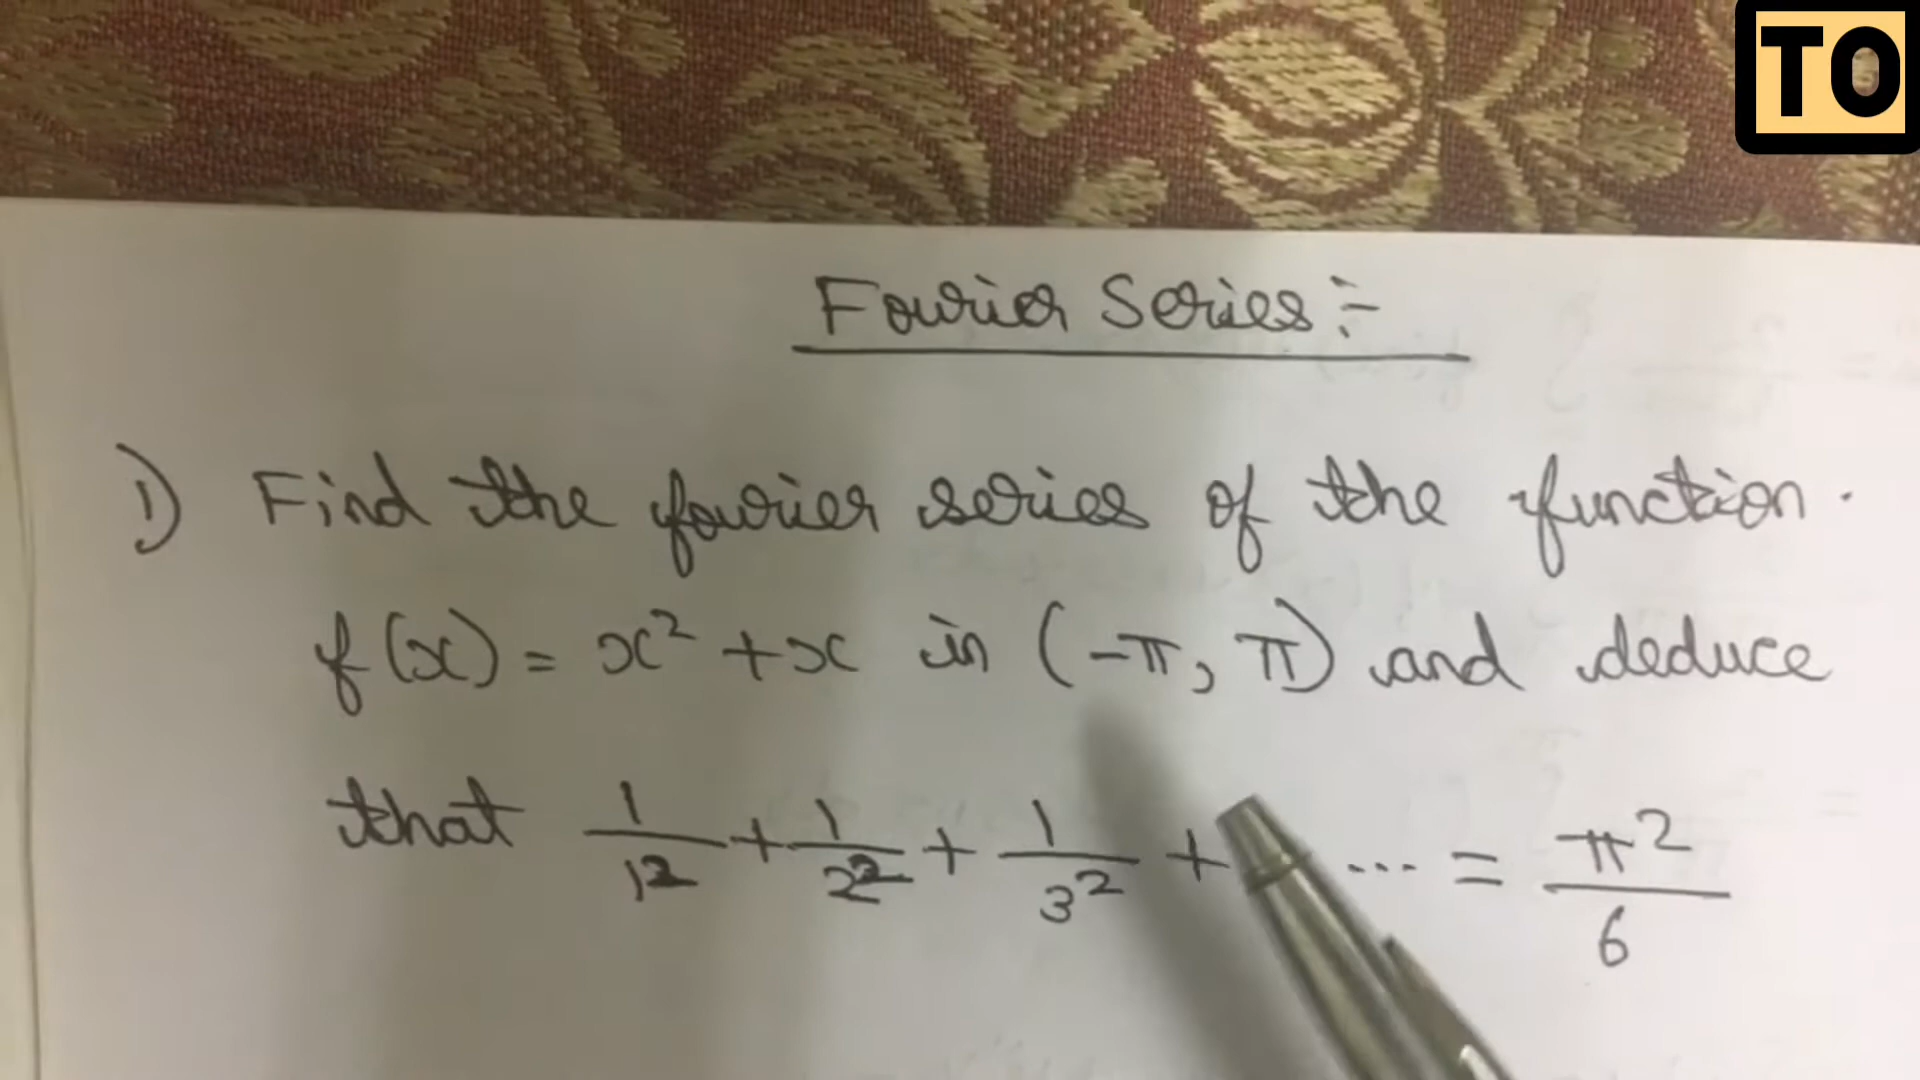 TO
Fourier Series:-
1) Find the fourier series of the function.
f(x) = x² + x in (-π, π) and deduce
that 1/1² + 1/2² + 1/3² + ... = π²/6